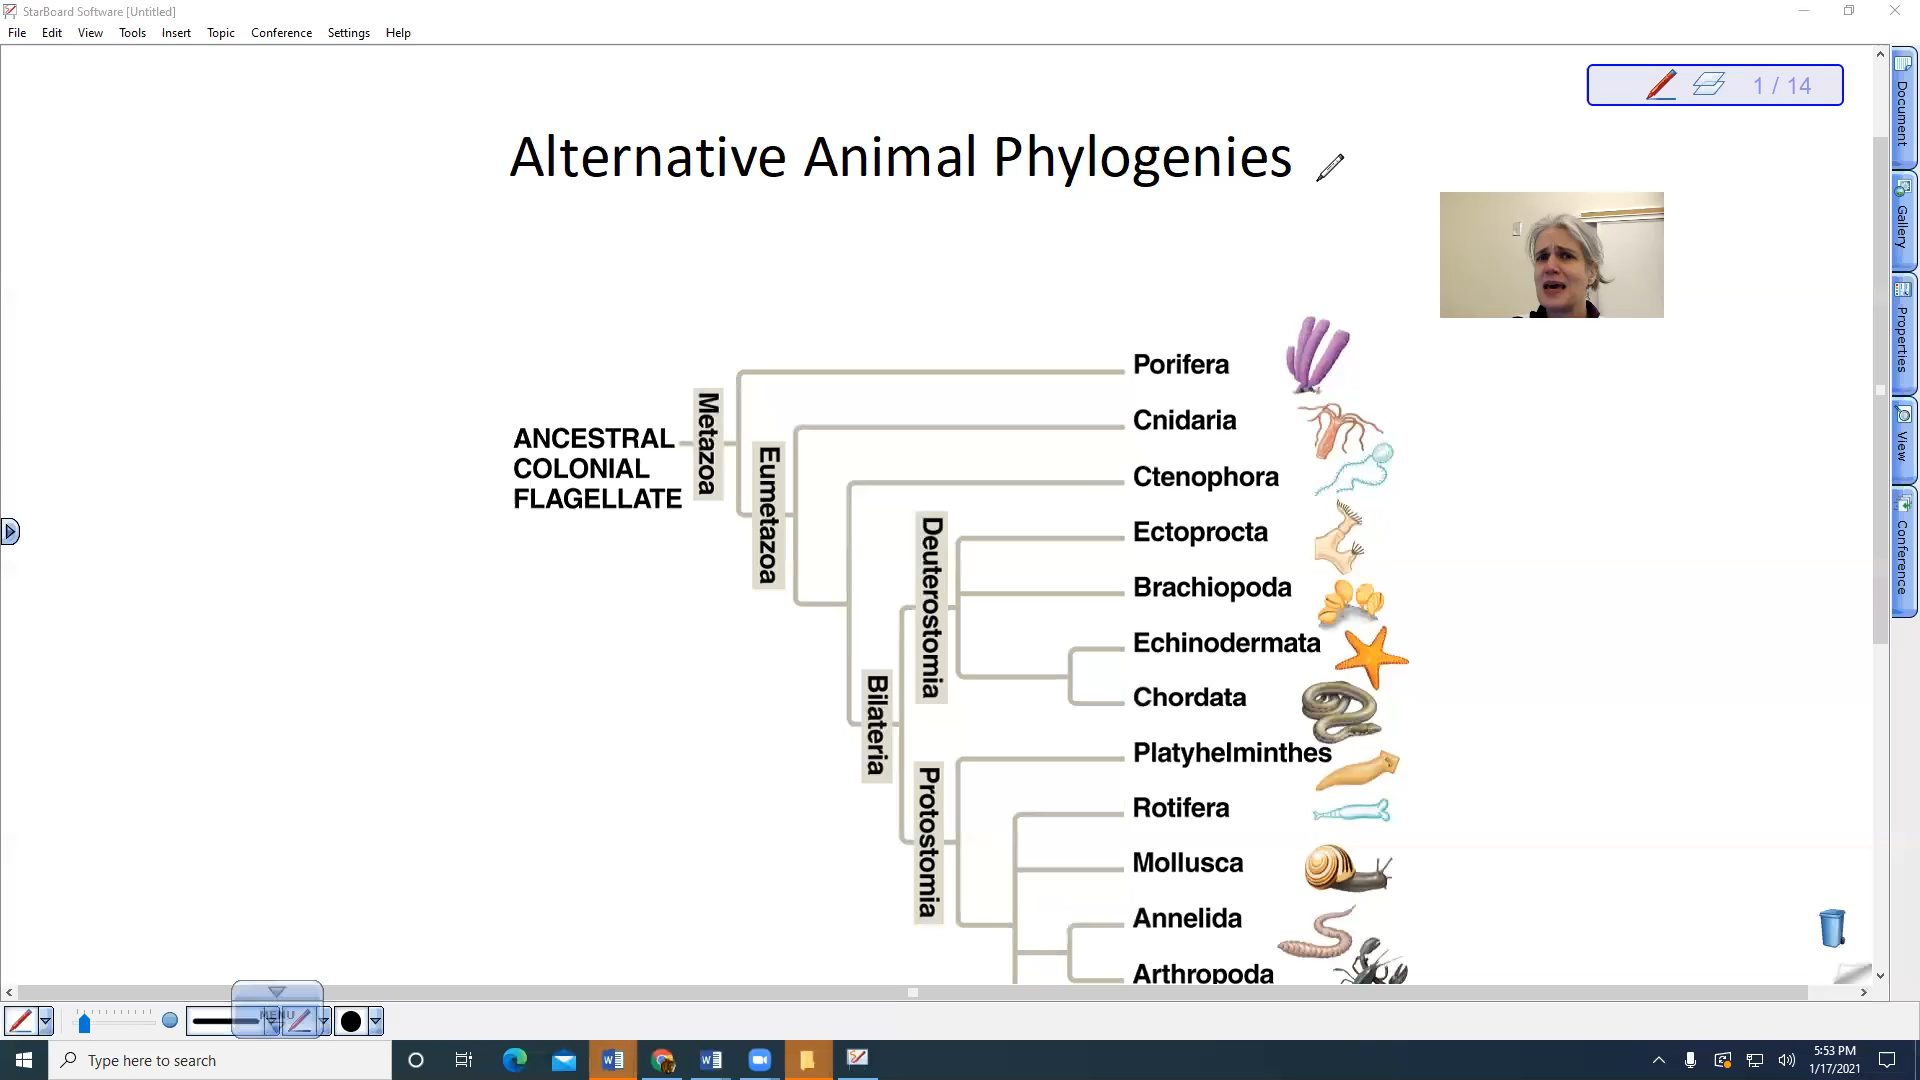 StarBoard Software [Untitled]
File Edit View Tools Insert Topic Conference Settings Help
1 / 14
Document
Gallery
Properties
View
Conference
Alternative Animal Phylogenies
ANCESTRAL
COLONIAL
FLAGELLATE
Metazoa
Eumetazoa
Bilateria
Deuterostomia
Protostomia
Porifera
Cnidaria
Ctenophora
Ectoprocta
Brachiopoda
Echinodermata
Chordata
Platyhelminthes
Rotifera
Mollusca
Annelida
Arthropoda
MENU
Type here to search
5:53 PM
1/17/2021